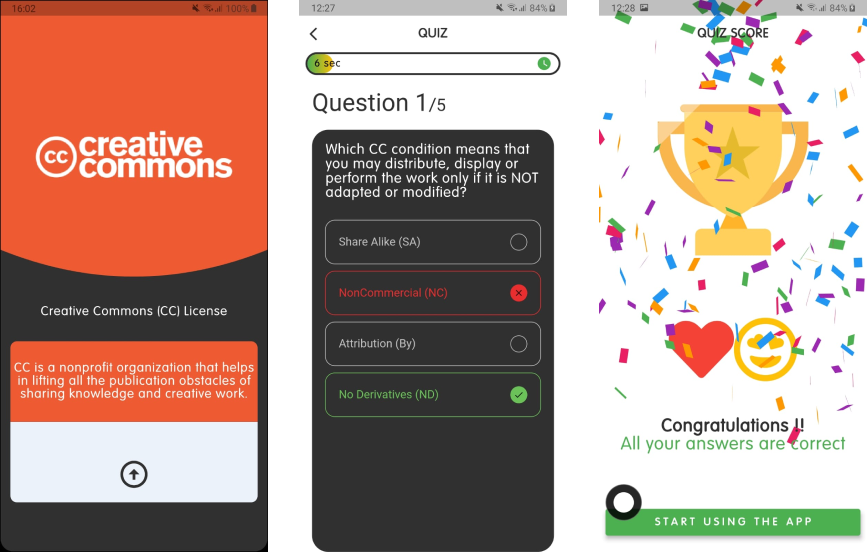 16:02
100%
cc creative
commons
Creative Commons (CC) License
CC is a nonprofit organization that helps
in lifting all the publication obstacles of
sharing knowledge and creative work.
12:27
84%
QUIZ
6 sec
Question 1/5
Which CC condition means that
you may distribute, display or
perform the work only if it is NOT
adapted or modified?
Share Alike (SA)
NonCommercial (NC)
Attribution (By)
No Derivatives (ND)
12:28
84%
QUIZ SCORE
Congratulations !!
All your answers are correct
START USING THE APP